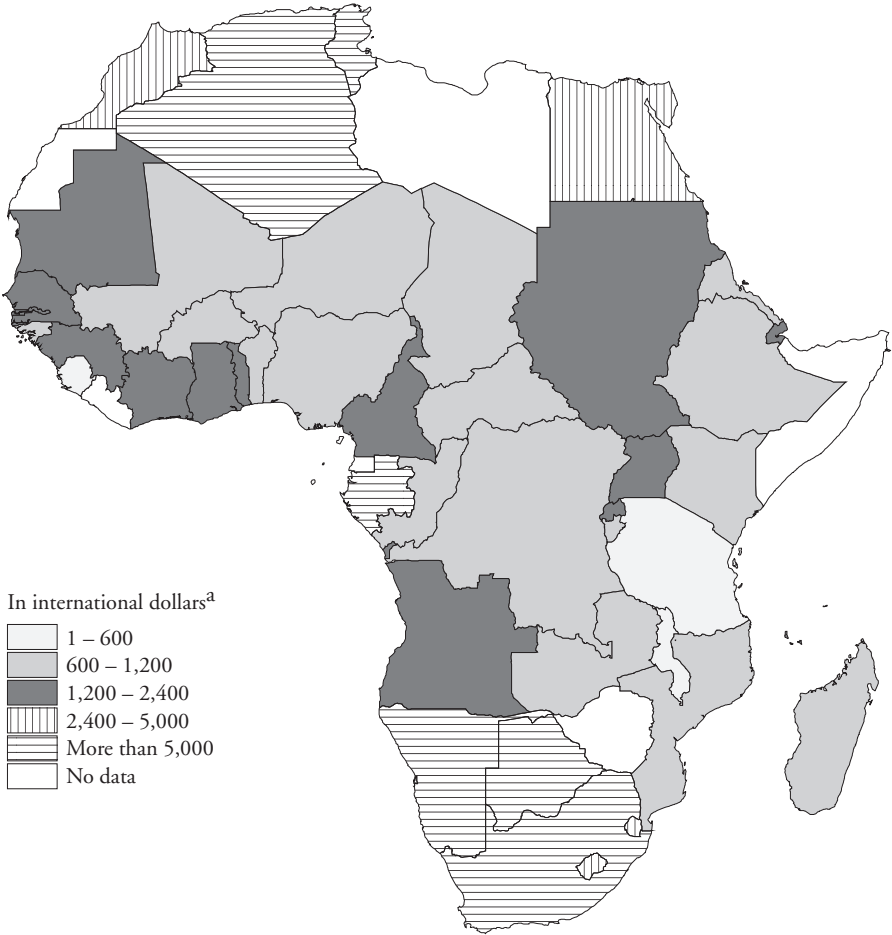 In international dollarsa
1 – 600
600 – 1,200
1,200 – 2,400
2,400 – 5,000
More than 5,000
No data